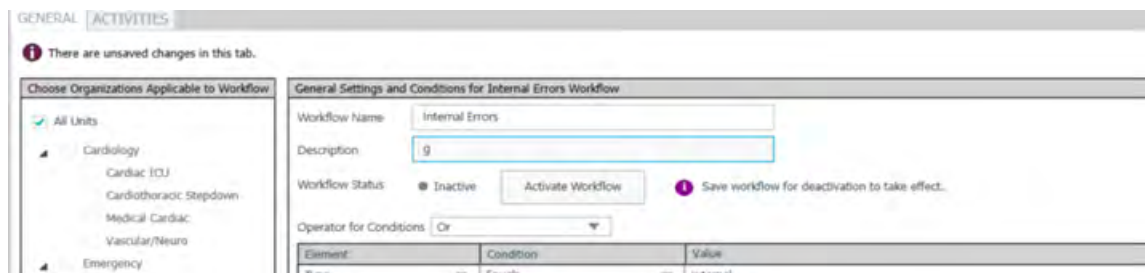 GENERAL ACTIVITIES
There are unsaved changes in this tab.
Choose Organizations Applicable to Workflow
All Units
Cardiology
Cardiac ICU
Cardiothoracic Stepdown
Medical Cardiac
Vascular/Neuro
Emergency
General Settings and Conditions for Internal Errors Workflow
Workflow Name Internal Errors
Description g
Workflow Status Inactive Activate Workflow Save workflow for deactivation to take effect.
Operator for Conditions Or
Element Condition Value
Type Equals Internal